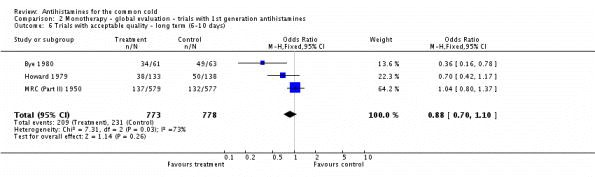 Review: Antihistamines for the common cold
Comparison: 2 Monotherapy - global evaluation - trials with 1st generation antihistamines
Outcome: 6 Trials with acceptable quality - long term (6-10 days)
Study or subgroup Treatment Control Odds Ratio Weight Odds Ratio
n/N n/N M-H,Fixed,95% CI M-H,Fixed,95% CI
Bye 1980 34/61 49/63 13.6 % 0.36 [0.16, 0.78]
Howard 1979 38/133 50/138 22.3 % 0.70 [0.42, 1.17]
MRC (Part II) 1950 137/579 132/577 64.2 % 1.04 [0.80, 1.37]
Total (95% CI) 773 778 100.0 % 0.88 [0.70, 1.10]
Total events: 209 (Treatment), 231 (Control)
Heterogeneity: Chi² = 7.31, df = 2 (P = 0.03); I² =73%
Test for overall effect: Z = 1.14 (P = 0.26)
0.1 0.2 0.5 1 2 5 10
Favours treatment Favours control